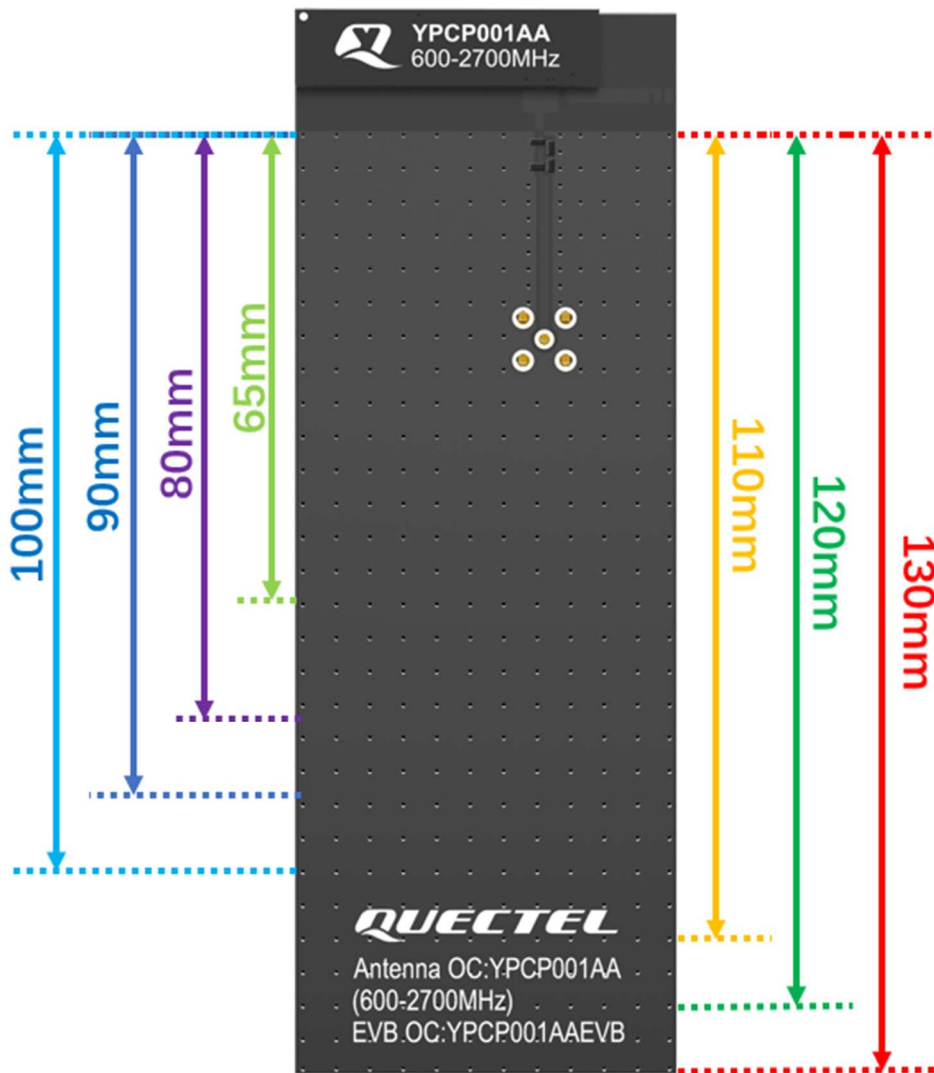 YPCP001AA
600-2700MHz
100mm
90mm
80mm
65mm
110mm
120mm
130mm
QUECTEL
Antenna OC:YPCP001AA
(600-2700MHz)
EVB OC:YPCP001AAEVB